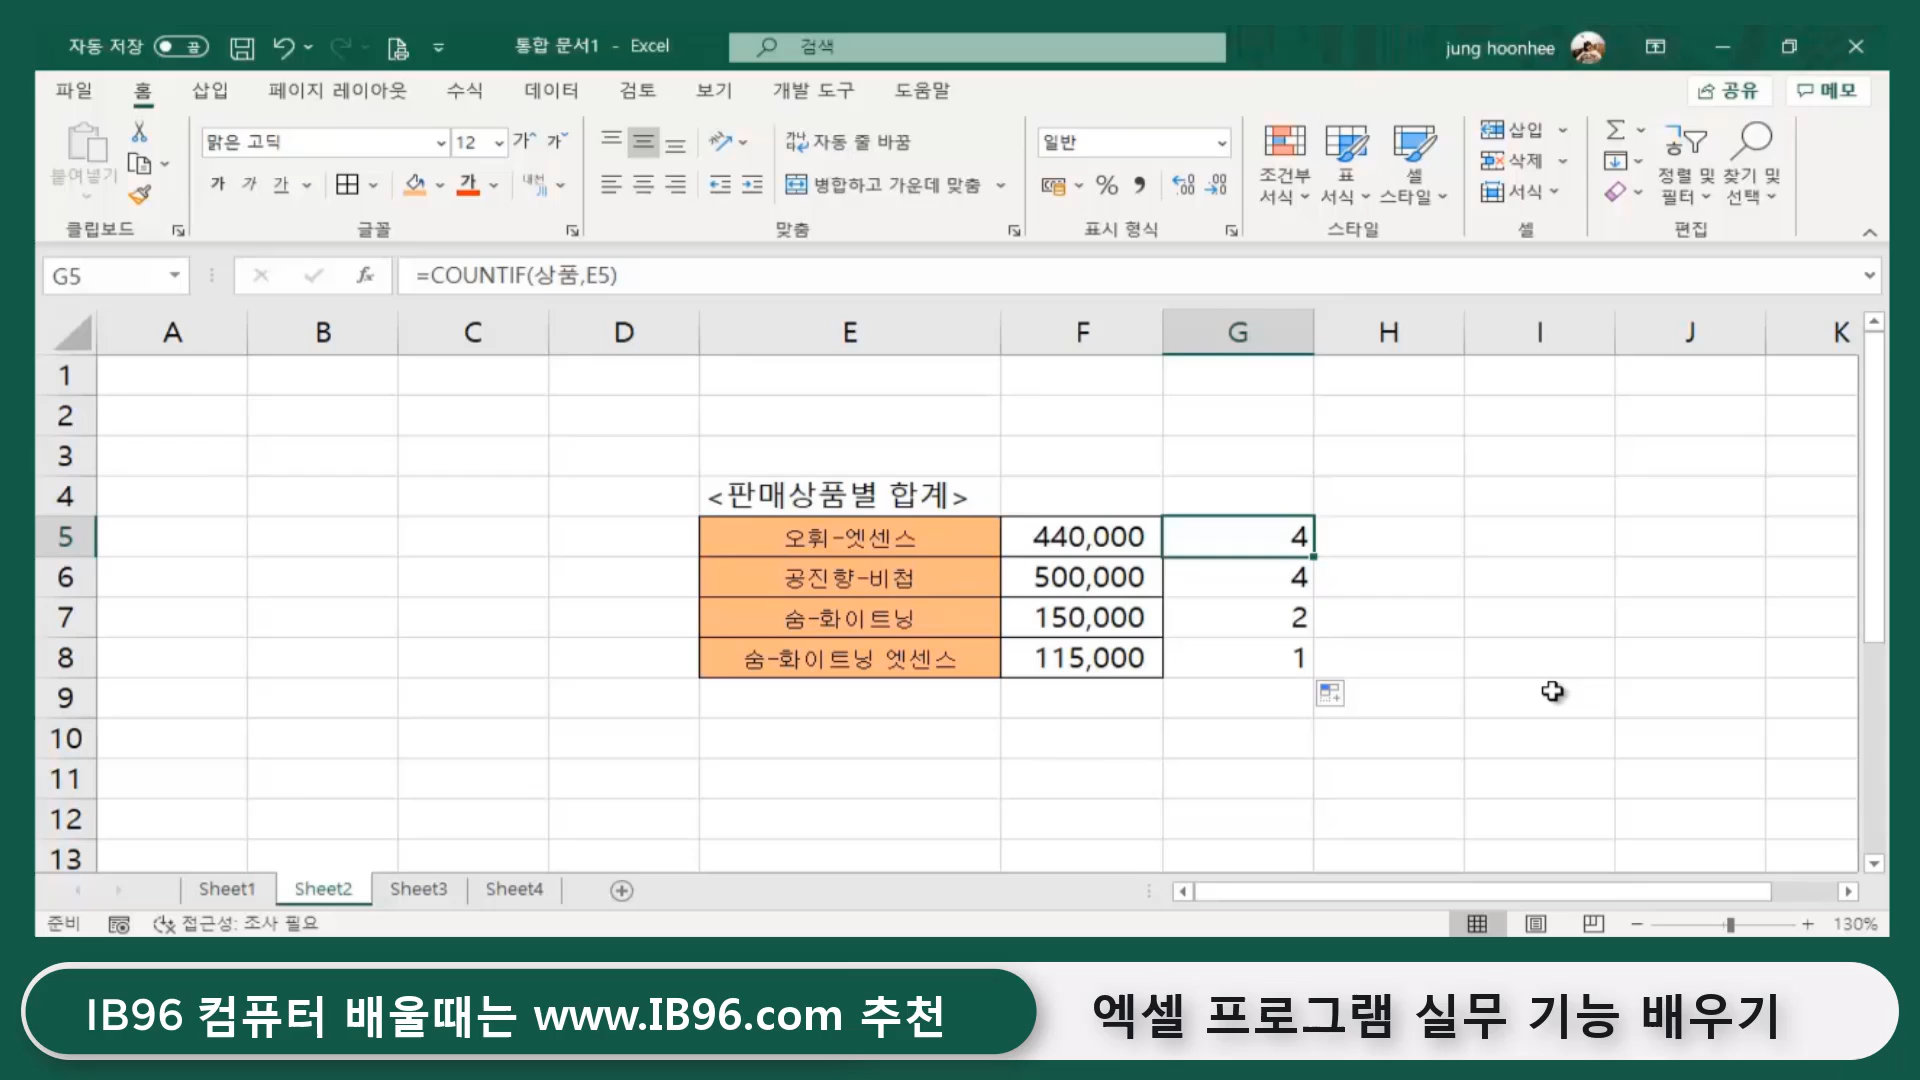 자동 저장 끔 통합 문서1 - Excel 검색 jung hoonhee
파일 홈 삽입 페이지 레이아웃 수식 데이터 검토 보기 개발 도구 도움말 공유 메모
맑은 고딕 12 가 가 자동 줄 바꿈 일반 삽입
붙여넣기 가 가 간 가 내천 병합하고 가운데 맞춤 % 조건부 서식 표 서식 셀 스타일 삭제 서식 정렬 및 필터 찾기 및 선택
클립보드 글꼴 맞춤 표시 형식 스타일 셀 편집
G5 fx =COUNTIF(상품,E5)
A B C D E F G H I J K
1
2
3
4 <판매상품별 합계>
5 오휘-엣센스 440,000 4
6 공진향-비첩 500,000 4
7 숨-화이트닝 150,000 2
8 숨-화이트닝 엣센스 115,000 1
9
10
11
12
13
Sheet1 Sheet2 Sheet3 Sheet4
준비 접근성: 조사 필요 130%
IB96 컴퓨터 배울때는 www.IB96.com 추천
엑셀 프로그램 실무 기능 배우기